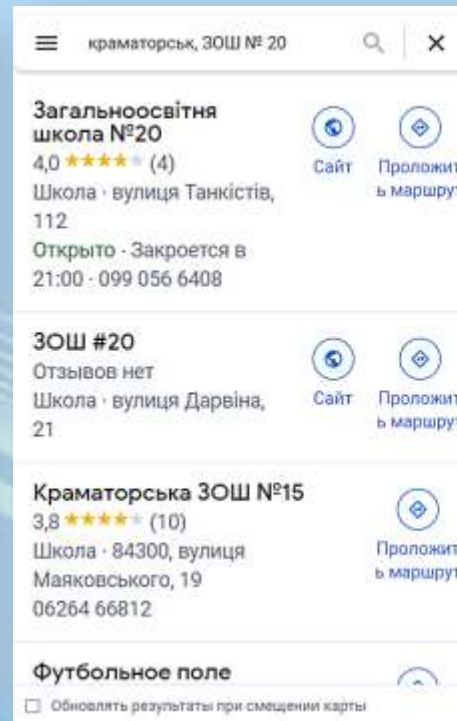 краматорськ, ЗОШ № 20
Загальноосвітня
школа №20
4,0 (4)
Школа · вулиця Танкістів,
112
Открыто · Закроется в
21:00 · 099 056 6408
Сайт
Проложит
ь маршрут
ЗОШ #20
Отзывов нет
Школа · вулиця Дарвіна,
21
Сайт
Проложит
ь маршрут
Краматорська ЗОШ №15
3,8 (10)
Школа · 84300, вулиця
Маяковського, 19
06264 66812
Проложит
ь маршрут
Футбольное поле
Обновлять результаты при смещении карты